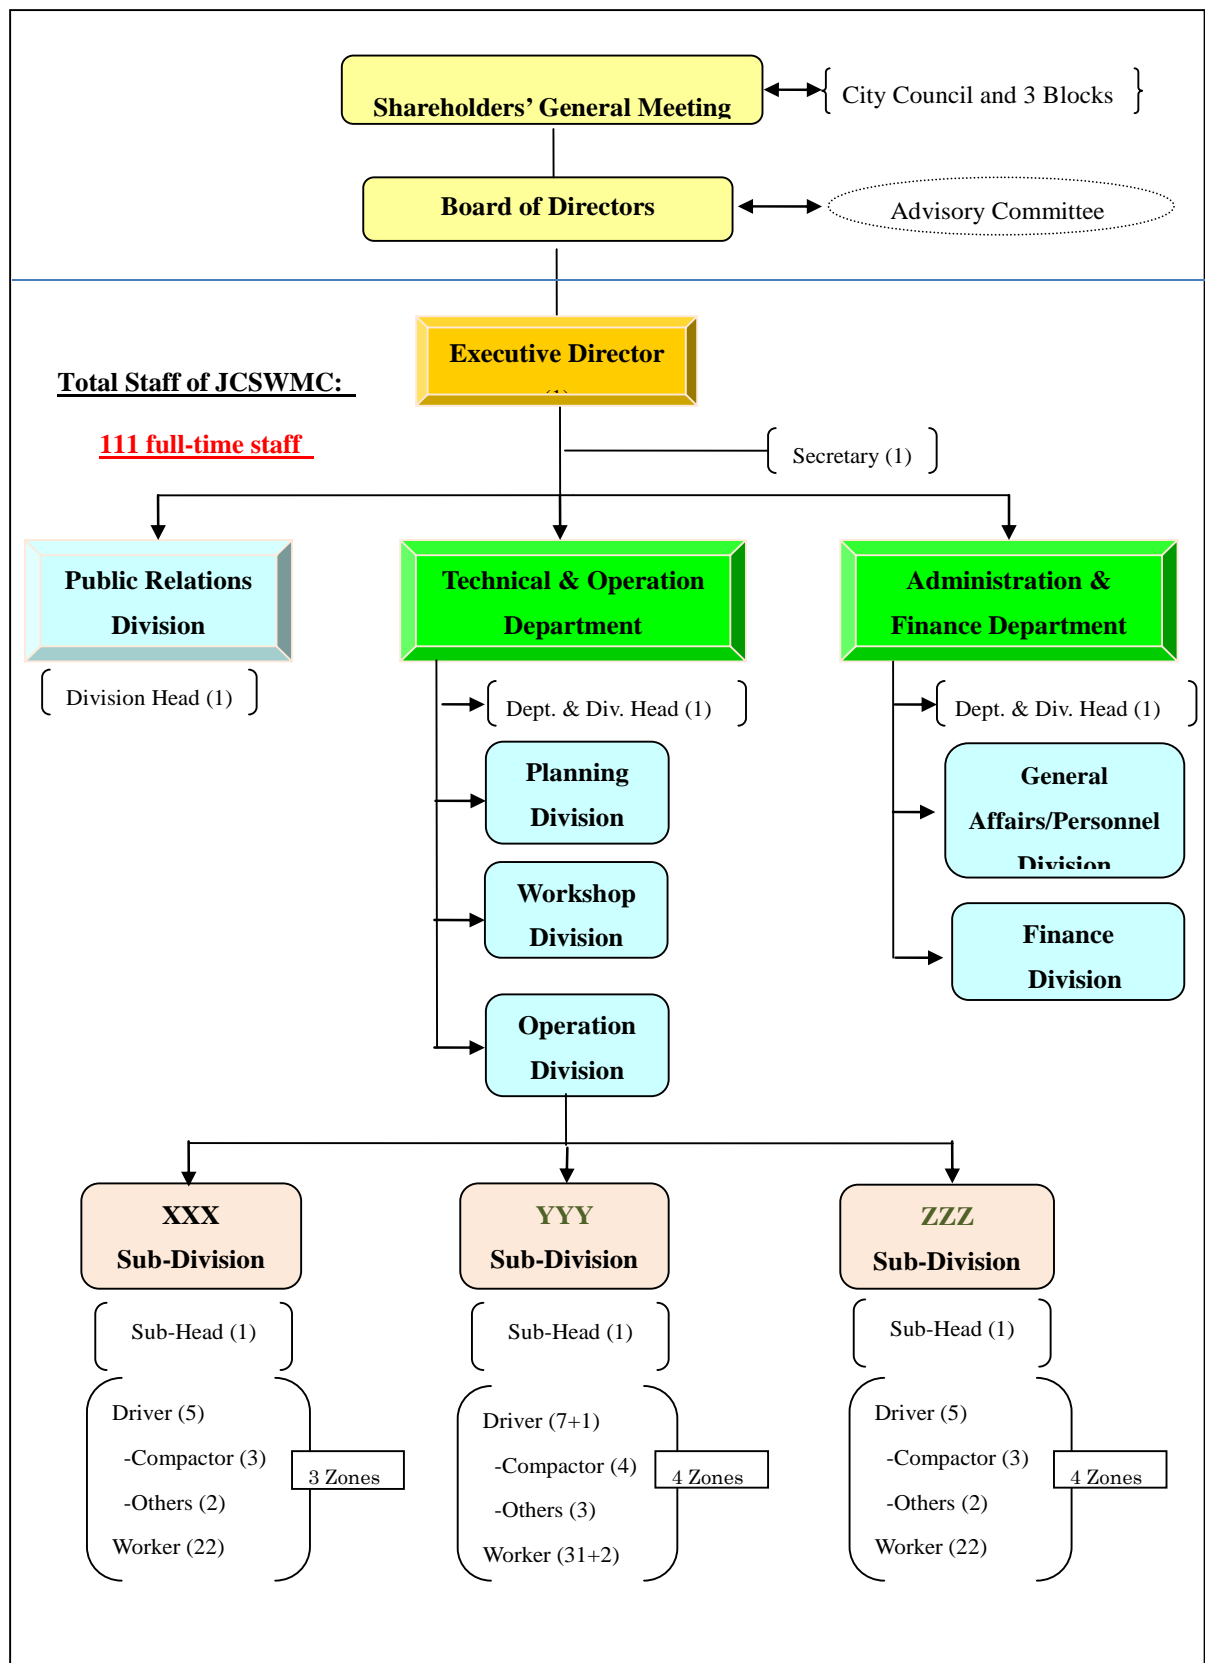 Shareholders' General Meeting
City Council and 3 Blocks
Board of Directors
Advisory Committee
Executive Director
Total Staff of JCSWMC:
111 full-time staff
Secretary (1)
Public Relations
Division
Technical & Operation
Department
Administration &
Finance Department
Division Head (1)
Dept. & Div. Head (1)
Dept. & Div. Head (1)
Planning
Division
General
Affairs/Personnel
Division
Workshop
Division
Finance
Division
Operation
Division
XXX
Sub-Division
YYY
Sub-Division
ZZZ
Sub-Division
Sub-Head (1)
Sub-Head (1)
Sub-Head (1)
Driver (5)
-Compactor (3)
-Others (2)
Worker (22)
3 Zones
Driver (7+1)
-Compactor (4)
-Others (3)
Worker (31+2)
4 Zones
Driver (5)
-Compactor (3)
-Others (2)
Worker (22)
4 Zones